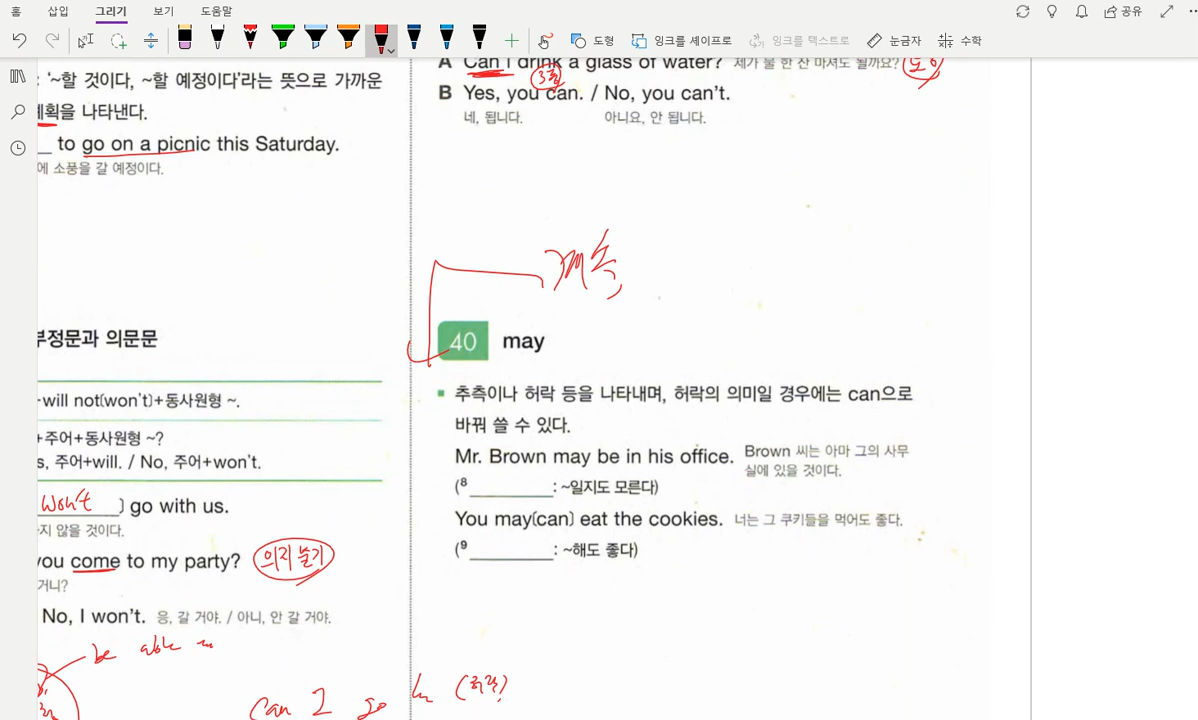 홈 삽입 그리기 보기 도움말
공유
도형 잉크를 셰이프로 잉크를 텍스트로 눈금자 수학
: '~할 것이다, ~할 예정이다'라는 뜻으로 가까운
계획을 나타낸다.
__ to go on a picnic this Saturday.
에 소풍을 갈 예정이다.
부정문과 의문문
will not(won't)+동사원형 ~.
+주어+동사원형 ~?
s, 주어+will. / No, 주어+won't.
won't ) go with us.
지 않을 것이다.
you come to my party? 의지 묻기
거니?
No, I won't. 응, 갈 거야. / 아니, 안 갈 거야.
be able
A Can I drink a glass of water? 제가 물 한 잔 마셔도 될까요?
B Yes, you can. / No, you can't.
네, 됩니다. 아니요, 안 됩니다.
계속
40 may
추측이나 허락 등을 나타내며, 허락의 의미일 경우에는 can으로
바꿔 쓸 수 있다.
Mr. Brown may be in his office. Brown 씨는 아마 그의 사무
실에 있을 것이다.
(8 ________ : ~일지도 모른다)
You may(can) eat the cookies. 너는 그 쿠키들을 먹어도 좋다.
(9 ________ : ~해도 좋다)
Can I go in (허락)